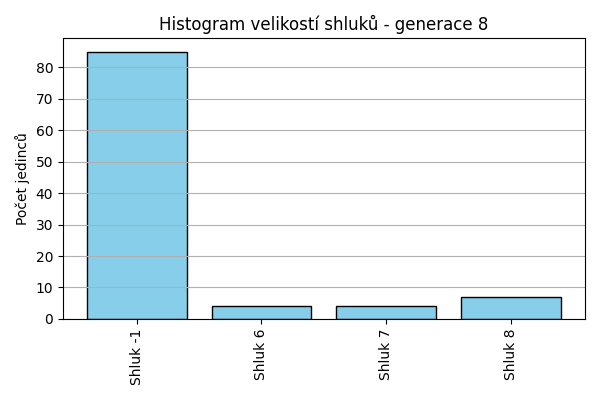 Histogram velikostí shluků - generace 8
Počet jedinců
80
70
60
50
40
30
20
10
0
Shluk -1
Shluk 6
Shluk 7
Shluk 8